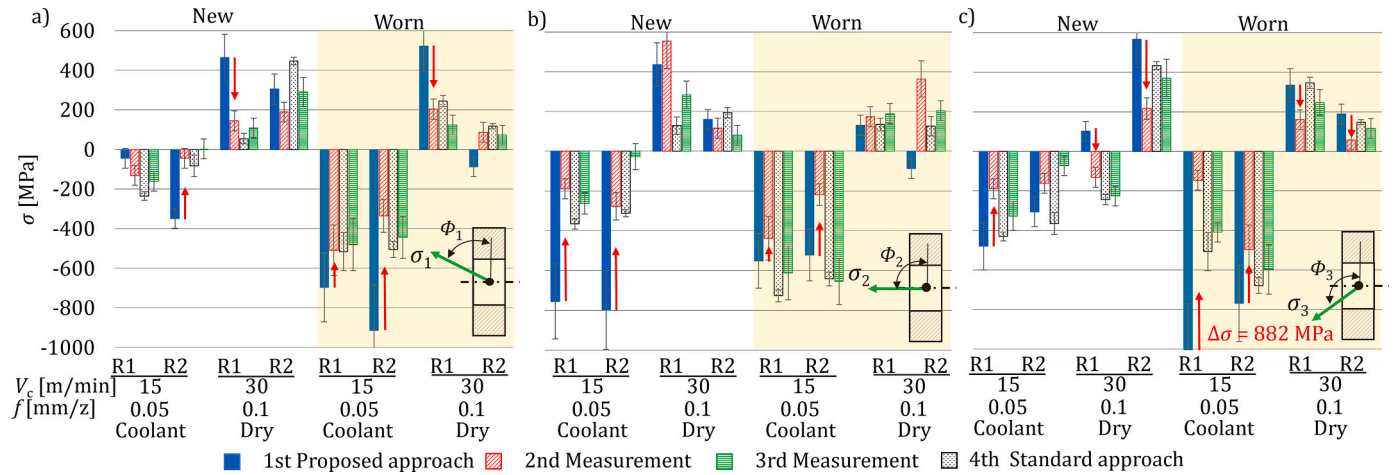 a) New Worn b) New Worn c) New Worn
600
400
200
0
-200
-400
-600
-800
-1000
σ [MPa]
Φ1
σ1
Φ2
σ2
Φ3
σ3
Δσ = 882 MPa
R1 R2 R1 R2 R1 R2 R1 R2 R1 R2 R1 R2 R1 R2 R1 R2 R1 R2 R1 R2 R1 R2 R1 R2
Vc [m/min] 15 30 15 30 15 30 15 30 15 30 15 30
f [mm/z] 0.05 0.1 0.05 0.1 0.05 0.1 0.05 0.1 0.05 0.1 0.05 0.1
Coolant Dry Coolant Dry Coolant Dry Coolant Dry Coolant Dry Coolant Dry
1st Proposed approach 2nd Measurement 3rd Measurement 4th Standard approach